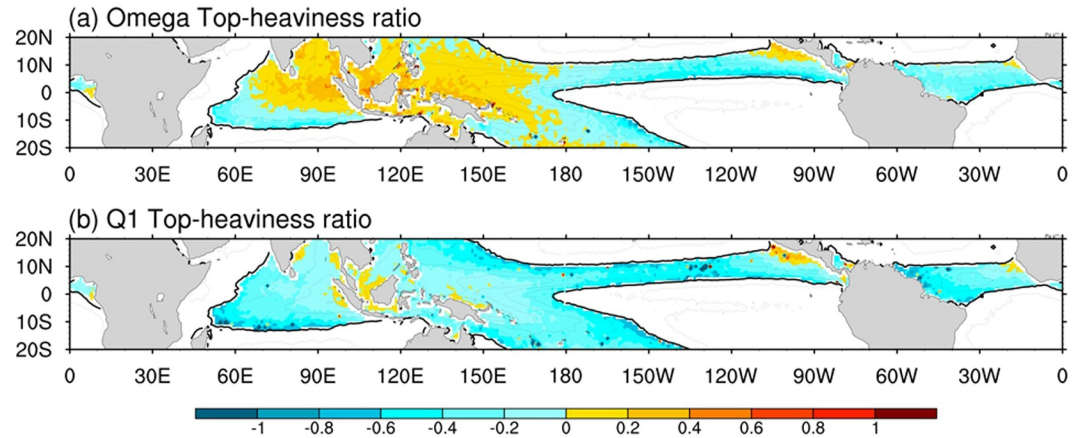 (a) Omega Top-heaviness ratio
20N
10N
0
10S
20S
0 30E 60E 90E 120E 150E 180 150W 120W 90W 60W 30W 0
(b) Q1 Top-heaviness ratio
20N
10N
0
10S
20S
0 30E 60E 90E 120E 150E 180 150W 120W 90W 60W 30W 0
-1 -0.8 -0.6 -0.4 -0.2 0 0.2 0.4 0.6 0.8 1